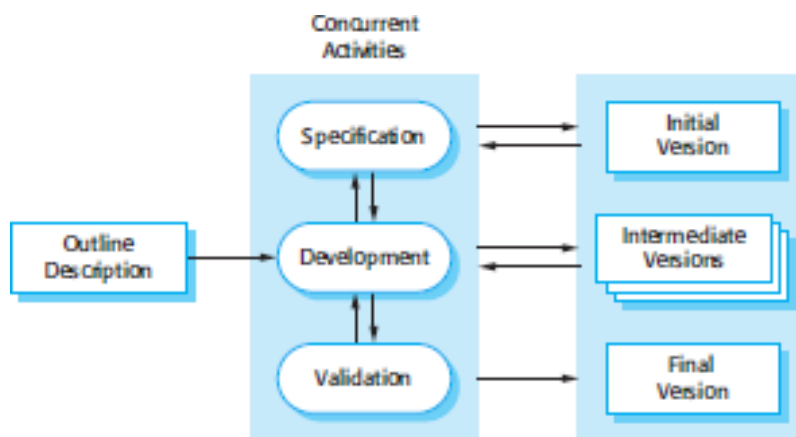 Concurrent
Activities
Specification
Initial
Version
Outline
Description
Development
Intermediate
Versions
Validation
Final
Version